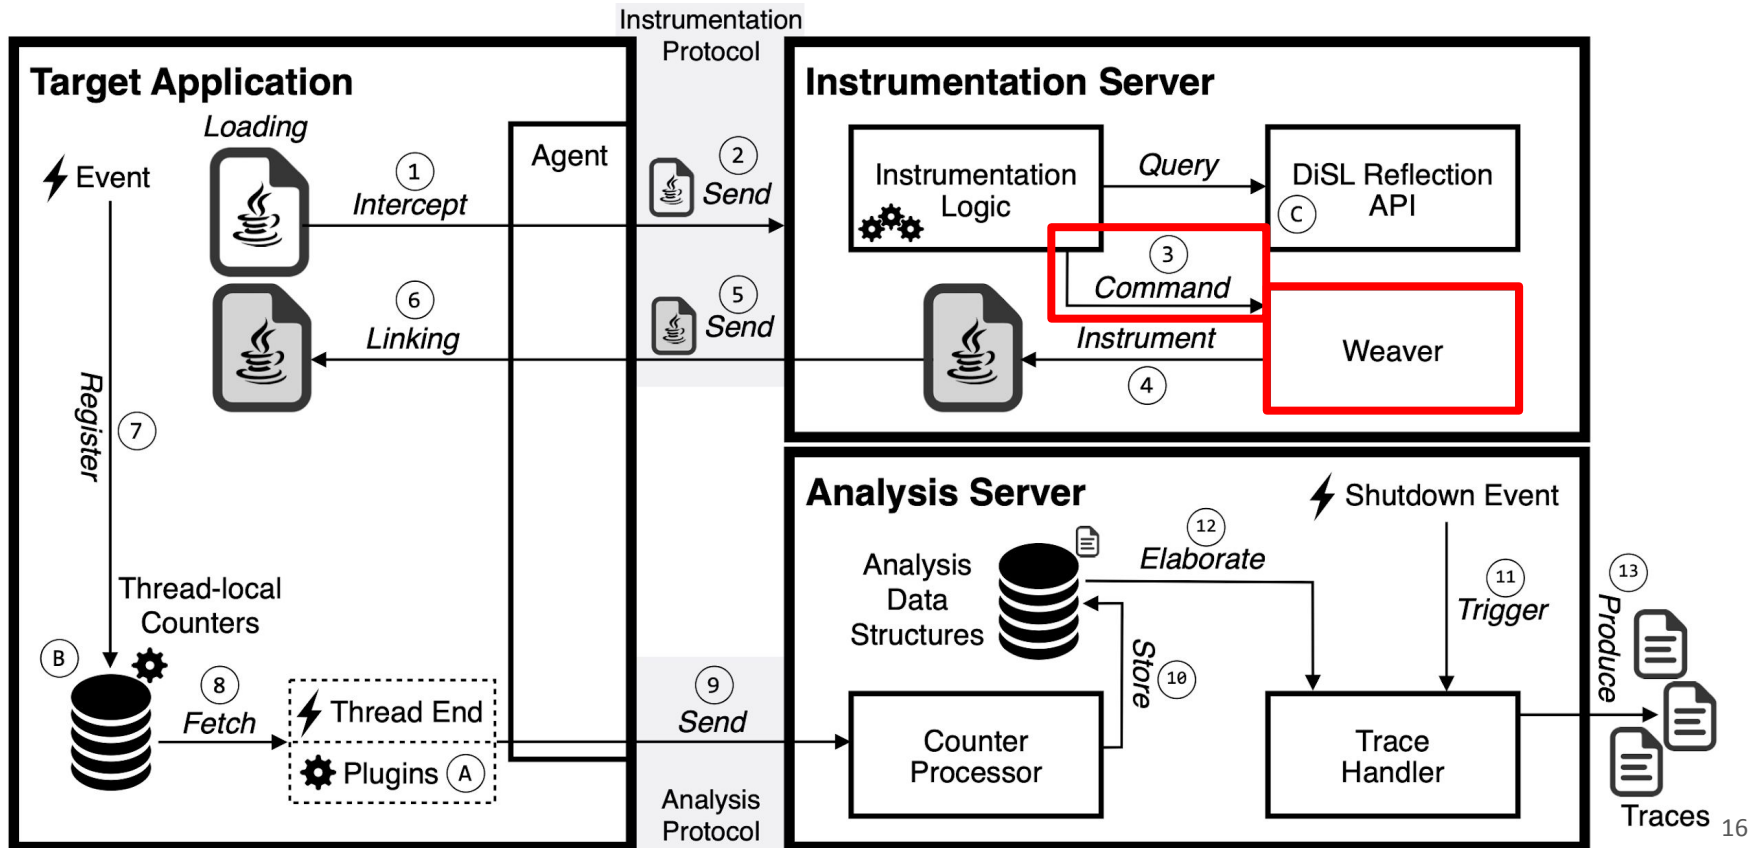 Instrumentation
Protocol
Target Application
Loading
Event
1
Intercept
Agent
2
Send
6
Linking
5
Send
Register
7
Thread-local
Counters
B
8
Fetch
Thread End
Plugins A
9
Send
Analysis
Protocol
Instrumentation Server
Instrumentation
Logic
Query
DiSL Reflection
API
C
3
Command
Instrument
4
Weaver
Analysis Server
Shutdown Event
Analysis
Data
Structures
12
Elaborate
11
Trigger
Store
10
Counter
Processor
Trace
Handler
13
Produce
Traces
16